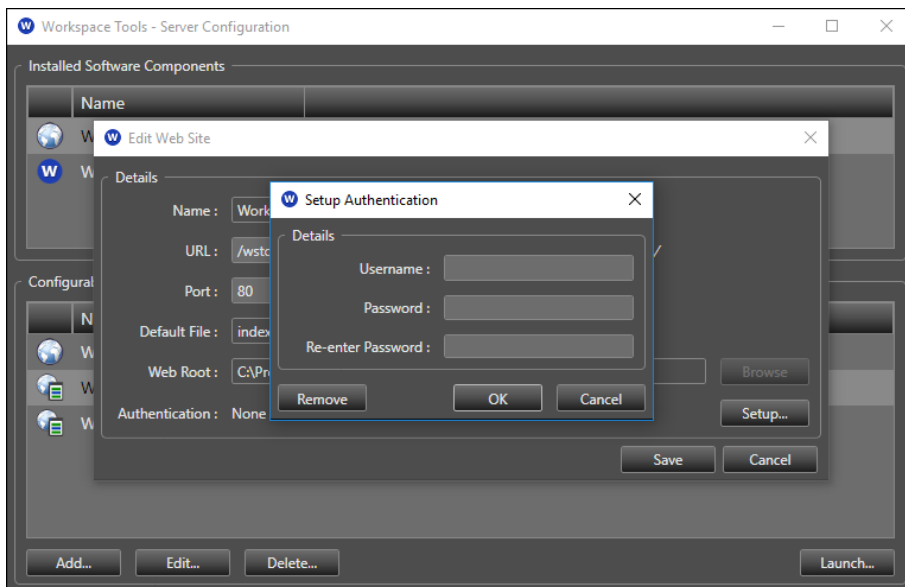 W Workspace Tools - Server Configuration
Installed Software Components
Name
W
W W
W Edit Web Site
Details
Name : Work
URL : /wstc /
Port : 80
Default File : index
Web Root : C:\Pro Browse
Authentication : None Setup...
Save Cancel
W Setup Authentication
Details
Username :
Password :
Re-enter Password :
Remove OK Cancel
Configural
N
W
W
W
Add... Edit... Delete... Launch...